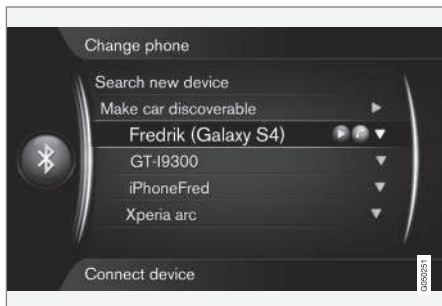 Change phone
Search new device
Make car discoverable
Fredrik (Galaxy S4)
GT-I9300
iPhoneFred
Xperia arc
Connect device
G050251